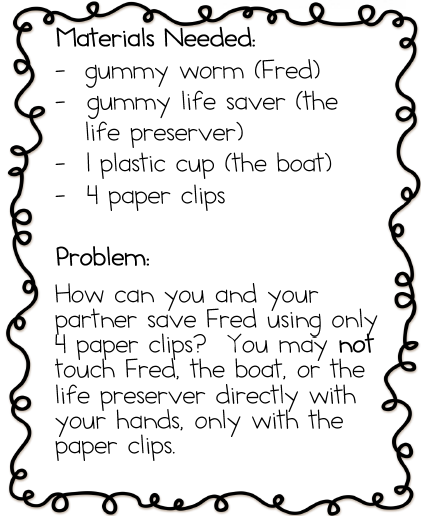 Materials Needed:
- gummy worm (Fred)
- gummy life saver (the
life preserver)
- 1 plastic cup (the boat)
- 4 paper clips
Problem:
How can you and your
partner save Fred using only
4 paper clips? You may not
touch Fred, the boat, or the
life preserver directly with
your hands, only with the
paper clips.